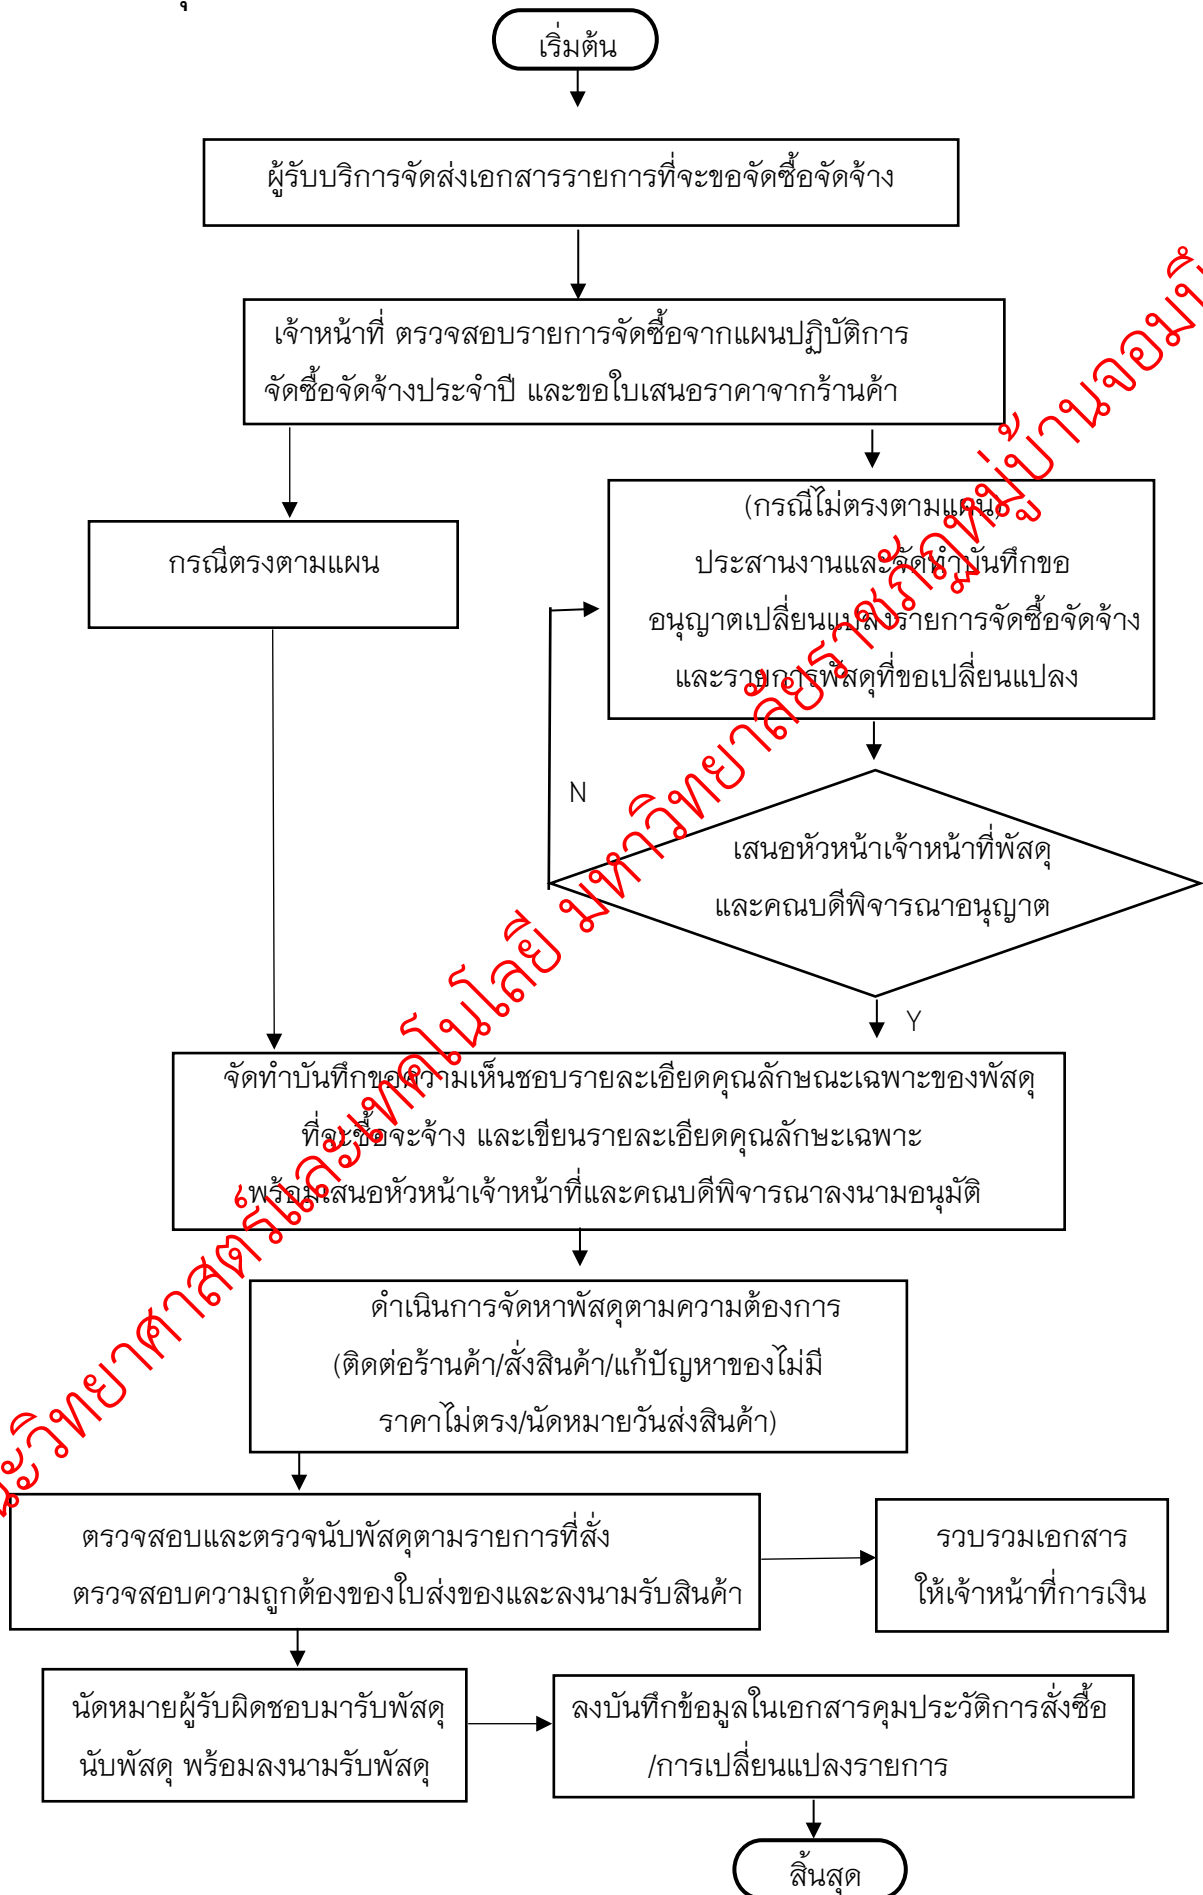 เริ่มต้น
ผู้รับบริการจัดส่งเอกสารรายการที่จะขอจัดซื้อจัดจ้าง
เจ้าหน้าที่ ตรวจสอบรายการจัดซื้อจากแผนปฏิบัติการ
จัดซื้อจัดจ้างประจำปี และขอใบเสนอราคาจากร้านค้า
กรณีตรงตามแผน
(กรณีไม่ตรงตามแผน)
ประสานงานและจัดทำบันทึกขอ
อนุญาตเปลี่ยนแปลงรายการจัดซื้อจัดจ้าง
และรายการพัสดุที่ขอเปลี่ยนแปลง
N
เสนอหัวหน้าเจ้าหน้าที่พัสดุ
และคณบดีพิจารณาอนุญาต
Y
จัดทำบันทึกขอความเห็นชอบรายละเอียดคุณลักษณะเฉพาะของพัสดุ
ที่จะซื้อจะจ้าง และเขียนรายละเอียดคุณลักษะเฉพาะ
พร้อมเสนอหัวหน้าเจ้าหน้าที่และคณบดีพิจารณาลงนามอนุมัติ
ดำเนินการจัดหาพัสดุตามความต้องการ
(ติดต่อร้านค้า/สั่งสินค้า/แก้ปัญหาของไม่มี
ราคาไม่ตรง/นัดหมายวันส่งสินค้า)
ตรวจสอบและตรวจนับพัสดุตามรายการที่สั่ง
ตรวจสอบความถูกต้องของใบส่งของและลงนามรับสินค้า
รวบรวมเอกสาร
ให้เจ้าหน้าที่การเงิน
นัดหมายผู้รับผิดชอบมารับพัสดุ
นับพัสดุ พร้อมลงนามรับพัสดุ
ลงบันทึกข้อมูลในเอกสารคุมประวัติการสั่งซื้อ
/การเปลี่ยนแปลงรายการ
สิ้นสุด
วิทยาศาสตร์และเทคโนโลยี มหาวิทยาลัยราชภัฏหมู่บ้านจอมบึ